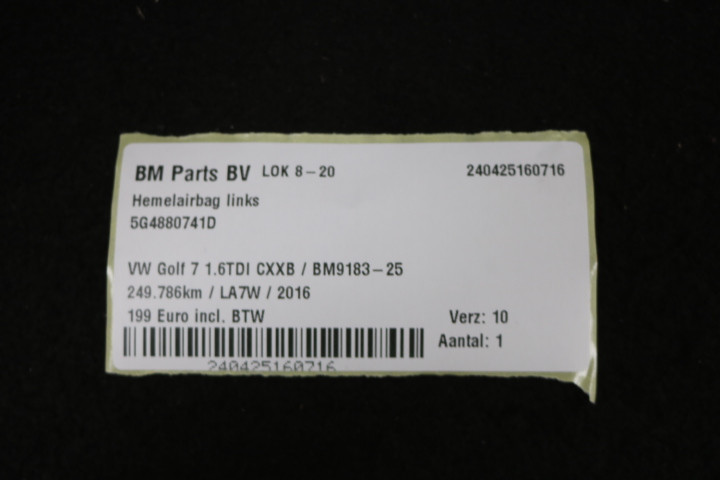 BM Parts BV LOK 8-20 240425160716
Hemelairbag links
5G4880741D
VW Golf 7 1.6TDI CXXB / BM9183-25
249.786km / LA7W / 2016
199 Euro incl. BTW Verz: 10
Aantal: 1
240425160716